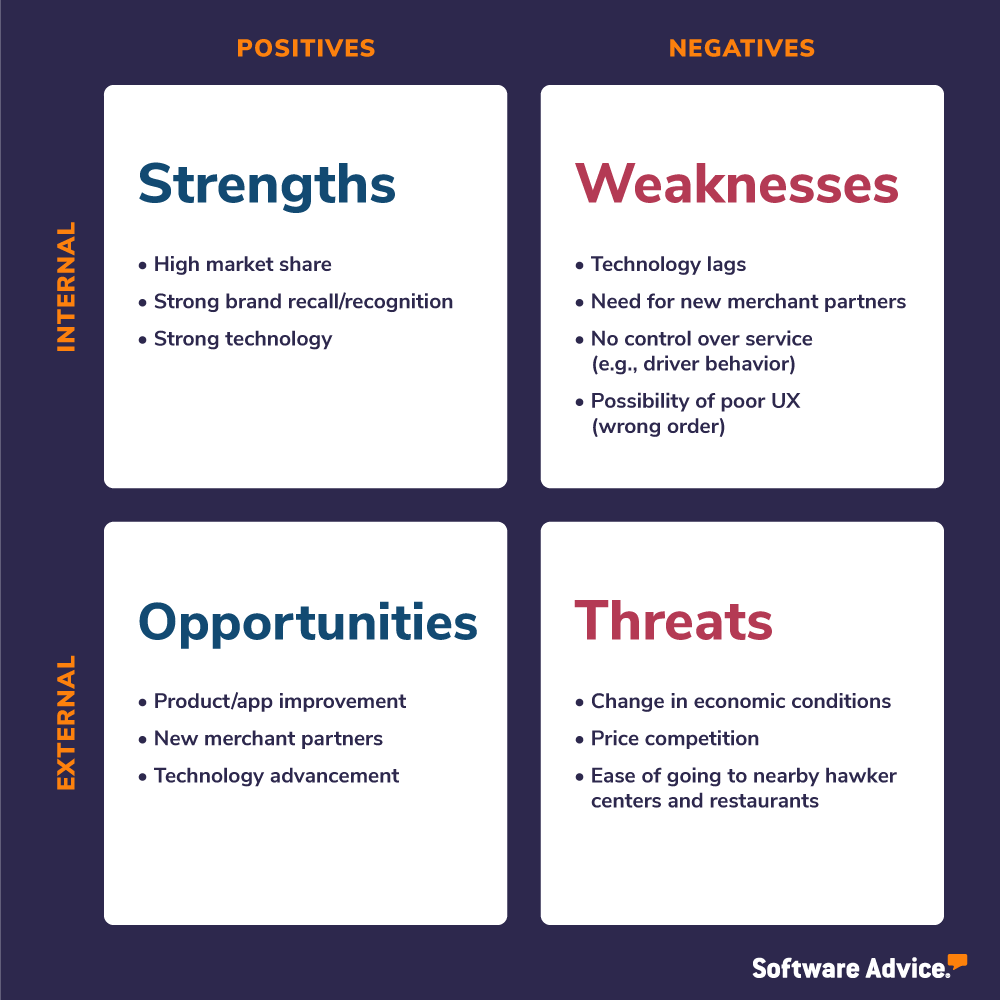 POSITIVES
NEGATIVES
INTERNAL
Strengths
• High market share
• Strong brand recall/recognition
• Strong technology
Weaknesses
• Technology lags
• Need for new merchant partners
• No control over service
(e.g., driver behavior)
• Possibility of poor UX
(wrong order)
EXTERNAL
Opportunities
• Product/app improvement
• New merchant partners
• Technology advancement
Threats
• Change in economic conditions
• Price competition
• Ease of going to nearby hawker
centers and restaurants
Software Advice.